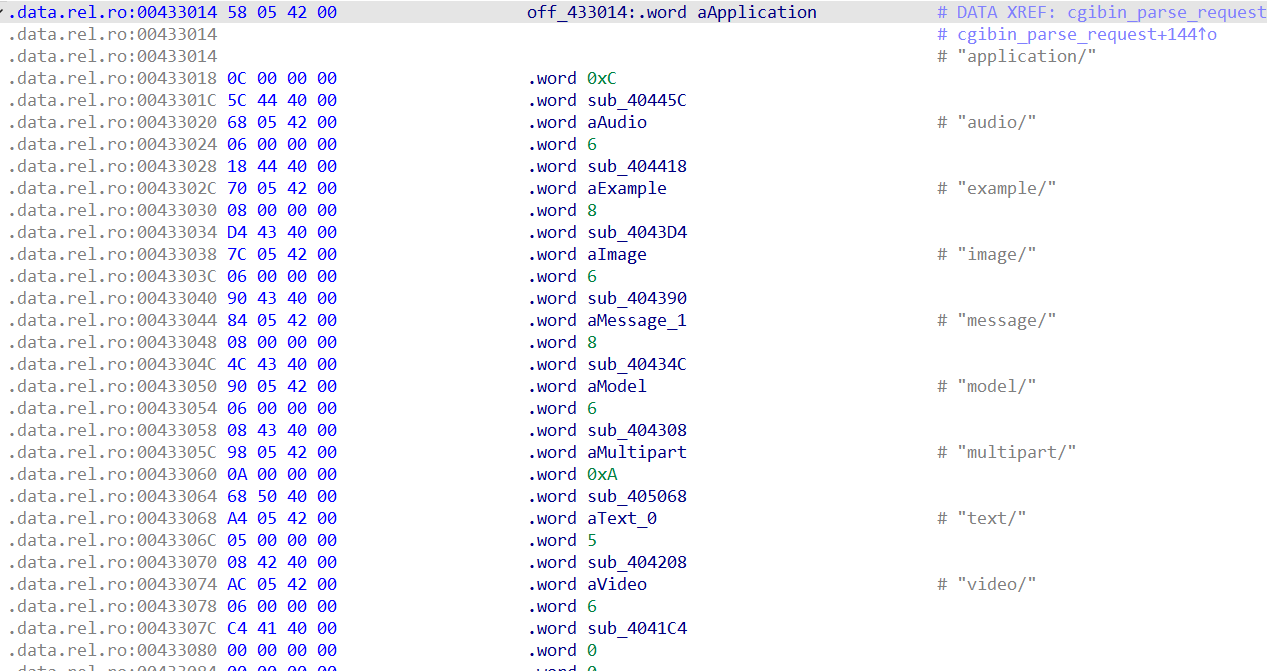 .data.rel.ro:00433014 58 05 42 00 off_433014:.word aApplication # DATA XREF: cgibin_parse_request
.data.rel.ro:00433014 # cgibin_parse_request+144↑o
.data.rel.ro:00433014 # "application/"
.data.rel.ro:00433018 0C 00 00 00 .word 0xC
.data.rel.ro:0043301C 5C 44 40 00 .word sub_40445C
.data.rel.ro:00433020 68 05 42 00 .word aAudio # "audio/"
.data.rel.ro:00433024 06 00 00 00 .word 6
.data.rel.ro:00433028 18 44 40 00 .word sub_404418
.data.rel.ro:0043302C 70 05 42 00 .word aExample # "example/"
.data.rel.ro:00433030 08 00 00 00 .word 8
.data.rel.ro:00433034 D4 43 40 00 .word sub_4043D4
.data.rel.ro:00433038 7C 05 42 00 .word aImage # "image/"
.data.rel.ro:0043303C 06 00 00 00 .word 6
.data.rel.ro:00433040 90 43 40 00 .word sub_404390
.data.rel.ro:00433044 84 05 42 00 .word aMessage_1 # "message/"
.data.rel.ro:00433048 08 00 00 00 .word 8
.data.rel.ro:0043304C 4C 43 40 00 .word sub_40434C
.data.rel.ro:00433050 90 05 42 00 .word aModel # "model/"
.data.rel.ro:00433054 06 00 00 00 .word 6
.data.rel.ro:00433058 08 43 40 00 .word sub_404308
.data.rel.ro:0043305C 98 05 42 00 .word aMultipart # "multipart/"
.data.rel.ro:00433060 0A 00 00 00 .word 0xA
.data.rel.ro:00433064 68 50 40 00 .word sub_405068
.data.rel.ro:00433068 A4 05 42 00 .word aText_0 # "text/"
.data.rel.ro:0043306C 05 00 00 00 .word 5
.data.rel.ro:00433070 08 42 40 00 .word sub_404208
.data.rel.ro:00433074 AC 05 42 00 .word aVideo # "video/"
.data.rel.ro:00433078 06 00 00 00 .word 6
.data.rel.ro:0043307C C4 41 40 00 .word sub_4041C4
.data.rel.ro:00433080 00 00 00 00 .word 0
.data.rel.ro:00433084 00 00 00 00 .word 0